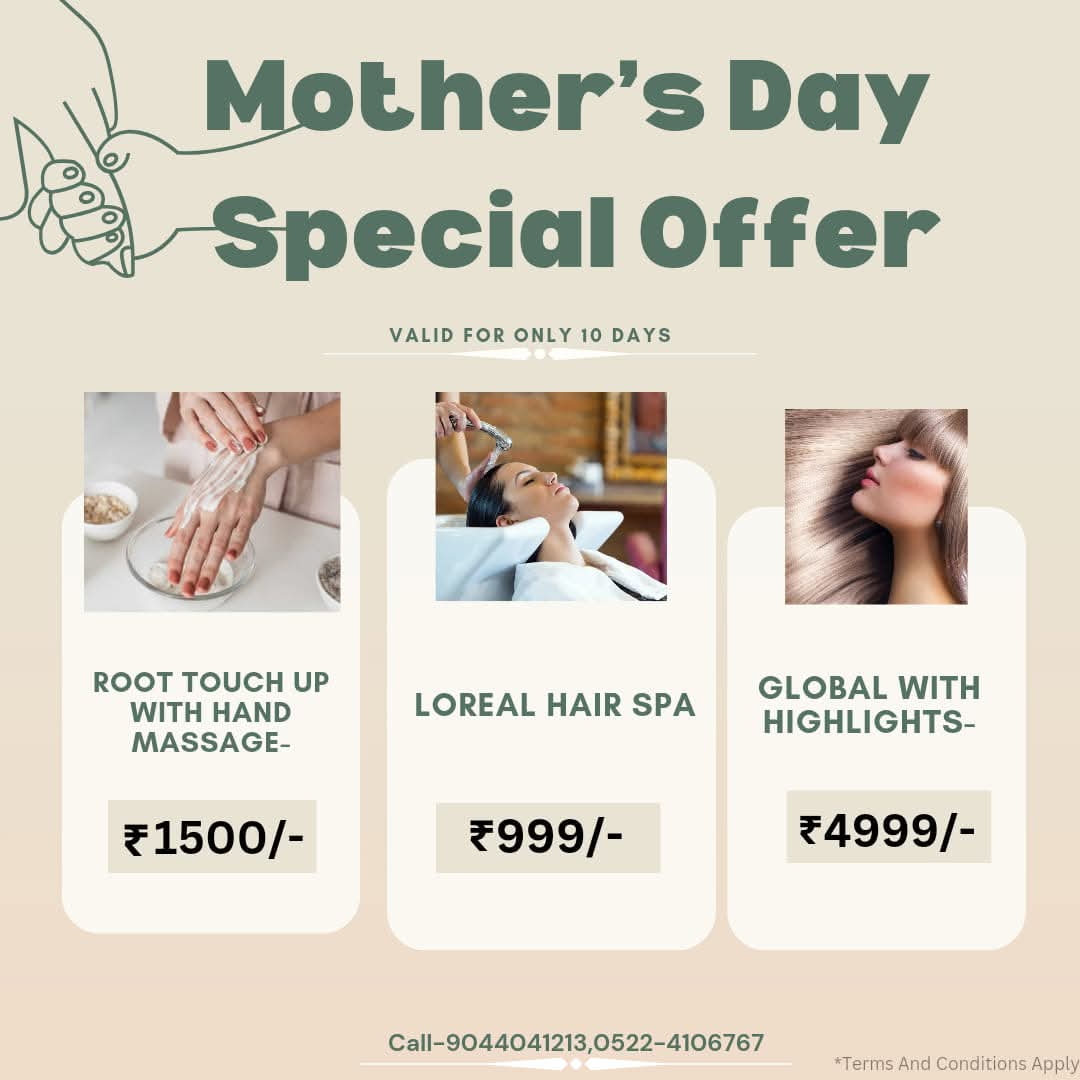 Mother's Day
Special Offer
VALID FOR ONLY 10 DAYS
ROOT TOUCH UP
WITH HAND
MASSAGE-
₹1500/-
LOREAL HAIR SPA
₹999/-
GLOBAL WITH
HIGHLIGHTS-
₹4999/-
Call-9044041213,0522-4106767
*Terms And Conditions Apply